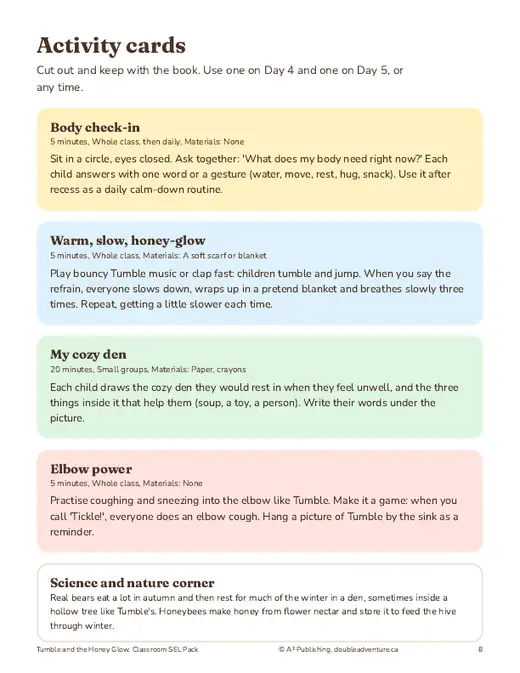 Activity cards
Cut out and keep with the book. Use one on Day 4 and one on Day 5, or
any time.
Body check-in
5 minutes, Whole class, then daily, Materials: None
Sit in a circle, eyes closed. Ask together: 'What does my body need right now?' Each
child answers with one word or a gesture (water, move, rest, hug, snack). Use it after
recess as a daily calm-down routine.
Warm, slow, honey-glow
5 minutes, Whole class, Materials: A soft scarf or blanket
Play bouncy Tumble music or clap fast: children tumble and jump. When you say the
refrain, everyone slows down, wraps up in a pretend blanket and breathes slowly three
times. Repeat, getting a little slower each time.
My cozy den
20 minutes, Small groups, Materials: Paper, crayons
Each child draws the cozy den they would rest in when they feel unwell, and the three
things inside it that help them (soup, a toy, a person). Write their words under the
picture.
Elbow power
5 minutes, Whole class, Materials: None
Practise coughing and sneezing into the elbow like Tumble. Make it a game: when you
call 'Tickle!', everyone does an elbow cough. Hang a picture of Tumble by the sink as a
reminder.
Science and nature corner
Real bears eat a lot in autumn and then rest for much of the winter in a den, sometimes inside a
hollow tree like Tumble's. Honeybees make honey from flower nectar and store it to feed the hive
through winter.
Tumble and the Honey Glow. Classroom SEL Pack © A² Publishing, doubleadventure.ca 8